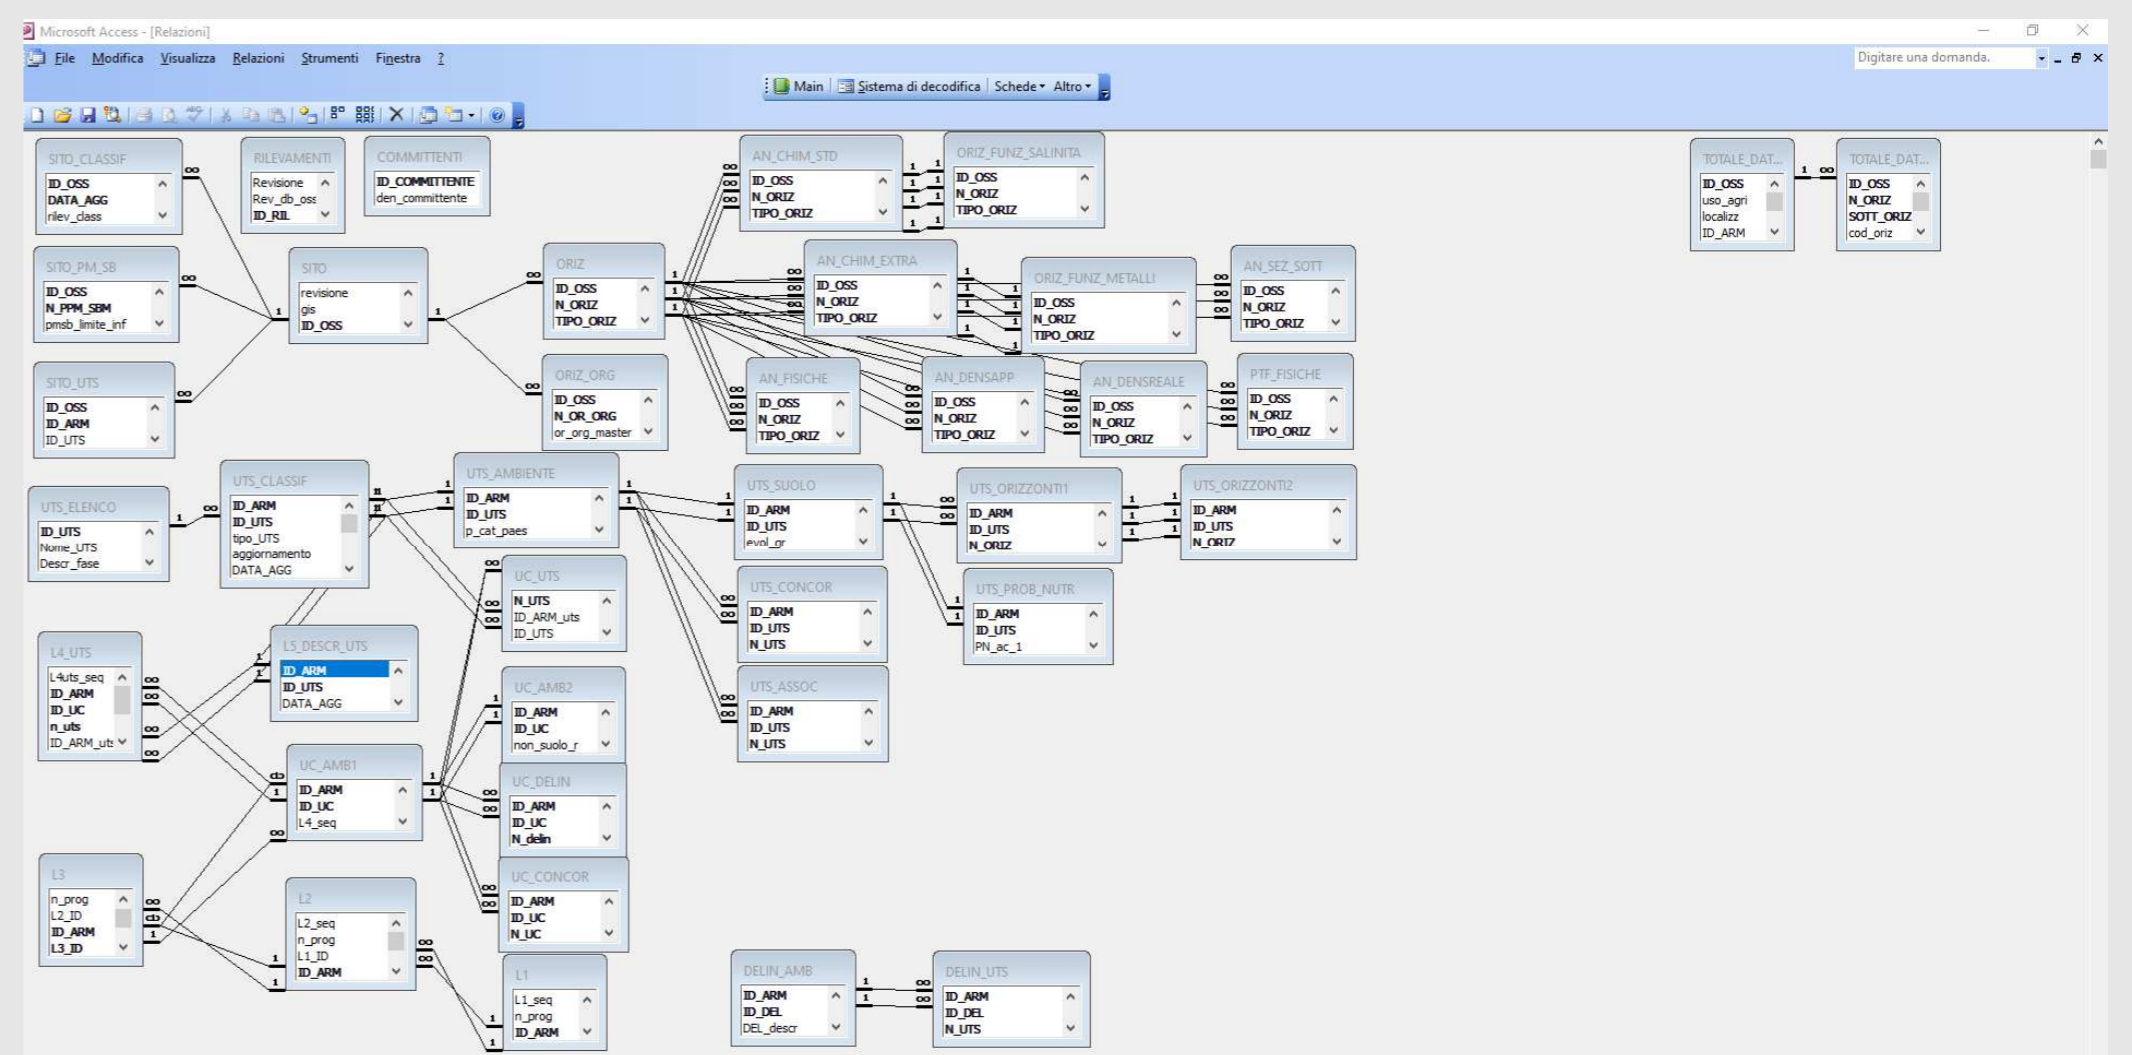 Microsoft Access - [Relazioni]
File Modifica Visualizza Relazioni Strumenti Finestra ?
Digitare una domanda.
Main Sistema di decodifica Schede Altro
SITO_CLASSIF
ID_OSS
DATA_AGG
rilev_class
RILEVAMENTI
Revisione
Rev_db_oss
ID_RIL
COMMITTENTI
ID_COMMITTENTE
den_committente
AN_CHIM_STD
ID_OSS
N_ORIZ
TIPO_ORIZ
ORIZ_FUNZ_SALINITA
ID_OSS
N_ORIZ
TIPO_ORIZ
TOTALE_DAT...
ID_OSS
uso_agri
localizz
ID_ARM
TOTALE_DAT...
ID_OSS
N_ORIZ
SOTT_ORIZ
cod_oriz
SITO_PM_SB
ID_OSS
N_PPM_SBM
pmsb_limite_inf
SITO
revisione
gis
ID_OSS
ORIZ
ID_OSS
N_ORIZ
TIPO_ORIZ
AN_CHIM_EXTRA
ID_OSS
N_ORIZ
TIPO_ORIZ
ORIZ_FUNZ_METALLI
ID_OSS
N_ORIZ
TIPO_ORIZ
AN_SEZ_SOTT
ID_OSS
N_ORIZ
TIPO_ORIZ
SITO_UTS
ID_OSS
ID_ARM
ID_UTS
ORIZ_ORG
ID_OSS
N_OR_ORG
or_org_master
AN_FISICHE
ID_OSS
N_ORIZ
TIPO_ORIZ
AN_DENSAPP
ID_OSS
N_ORIZ
TIPO_ORIZ
AN_DENSREALE
ID_OSS
N_ORIZ
TIPO_ORIZ
PTF_FISICHE
ID_OSS
N_ORIZ
TIPO_ORIZ
UTS_ELENCO
ID_UTS
Nome_UTS
Descr_fase
UTS_CLASSIF
ID_ARM
ID_UTS
tipo_UTS
aggiornamento
DATA_AGG
UTS_AMBIENTE
ID_ARM
ID_UTS
p_cat_paes
UTS_SUOLO
ID_ARM
ID_UTS
evol_gr
UTS_ORIZZONTI1
ID_ARM
ID_UTS
N_ORIZ
UTS_ORIZZONTI2
ID_ARM
ID_UTS
N_ORIZ
UC_UTS
N_UTS
ID_ARM_uts
ID_UTS
UTS_CONCOR
ID_ARM
ID_UTS
N_UTS
UTS_PROB_NUTR
ID_ARM
ID_UTS
PN_ac_1
L4_UTS
L4uts_seq
ID_ARM
ID_UC
n_uts
ID_ARM_uts
L5_DESCR_UTS
ID_ARM
ID_UTS
DATA_AGG
UC_AMB2
ID_ARM
ID_UC
non_suolo_r
UTS_ASSOC
ID_ARM
ID_UTS
N_UTS
UC_AMB1
ID_ARM
ID_UC
L4_seq
UC_DELIN
ID_ARM
ID_UC
N_delin
L3
n_prog
L2_ID
ID_ARM
L3_ID
L2
L2_seq
n_prog
L1_ID
ID_ARM
UC_CONCOR
ID_ARM
ID_UC
N_UC
L1
L1_seq
n_prog
ID_ARM
DELIN_AMB
ID_ARM
ID_DEL
DEL_descr
DELIN_UTS
ID_ARM
ID_DEL
N_UTS